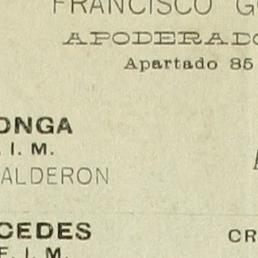 FRANCISCO G
APODERADO
Apartado 85
ONGA
. I. M.
ALDERON
CEDES
F. I. M.
CR